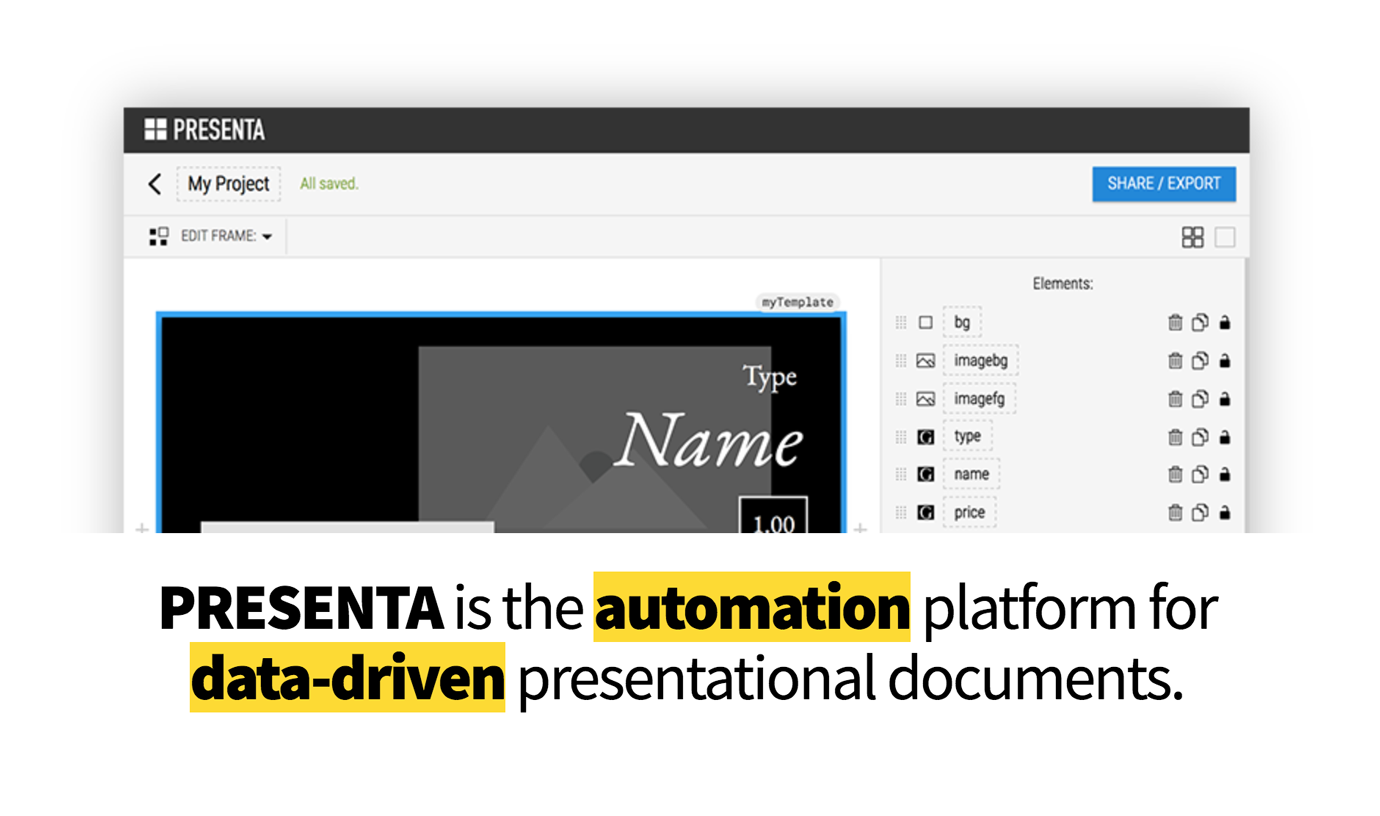 PRESENTA
My Project
All saved.
SHARE / EXPORT
EDIT FRAME:
Elements:
myTemplate
bg
Type
imagebg
imagefg
Name
type
name
price
1.00
PRESENTA is the automation platform for
data-driven presentational documents.